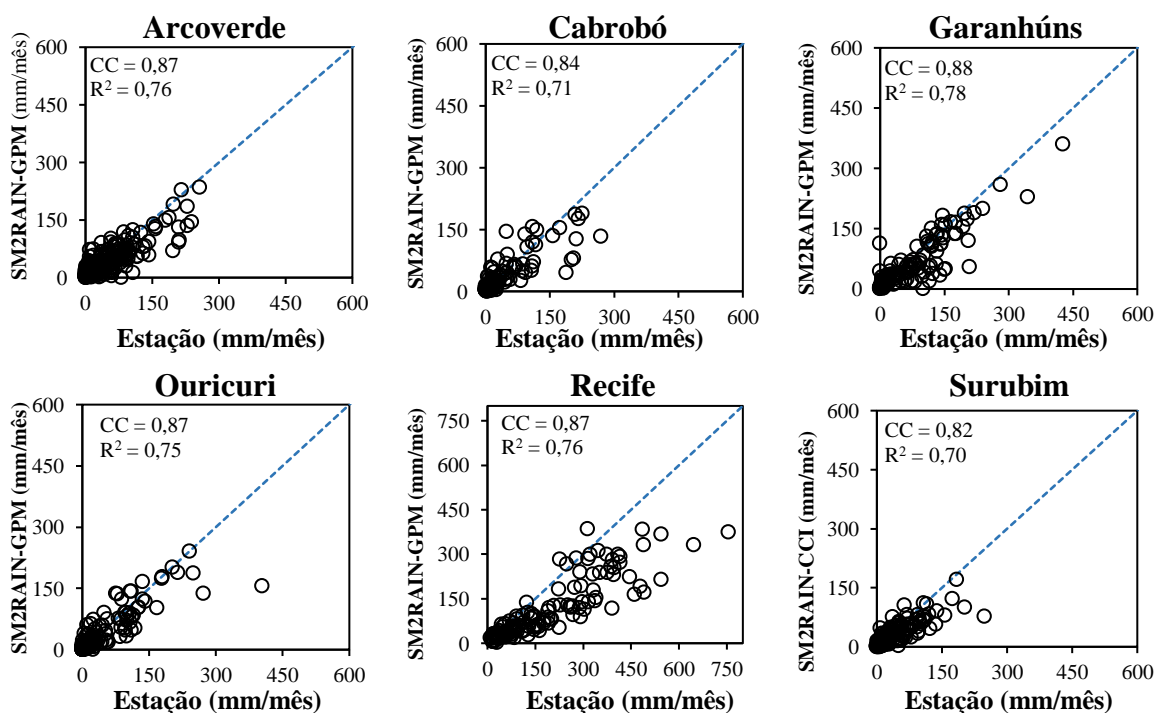 Arcoverde
CC = 0,87
R² = 0,76
SM2RAIN-GPM (mm/mês)
600
450
300
150
0
0 150 300 450 600
Estação (mm/mês)
Cabrobó
CC = 0,84
R² = 0,71
SM2RAIN-GPM (mm/mês)
600
450
300
150
0
0 150 300 450 600
Estação (mm/mês)
Garanhúns
CC = 0,88
R² = 0,78
SM2RAIN-GPM (mm/mês)
600
450
300
150
0
0 150 300 450 600
Estação (mm/mês)
Ouricuri
CC = 0,87
R² = 0,75
SM2RAIN-GPM (mm/mês)
600
450
300
150
0
0 150 300 450 600
Estação (mm/mês)
Recife
CC = 0,87
R² = 0,76
SM2RAIN-GPM (mm/mês)
750
600
450
300
150
0
0 150 300 450 600 750
Estação (mm/mês)
Surubim
CC = 0,82
R² = 0,70
SM2RAIN-CCI (mm/mês)
600
450
300
150
0
0 150 300 450 600
Estação (mm/mês)